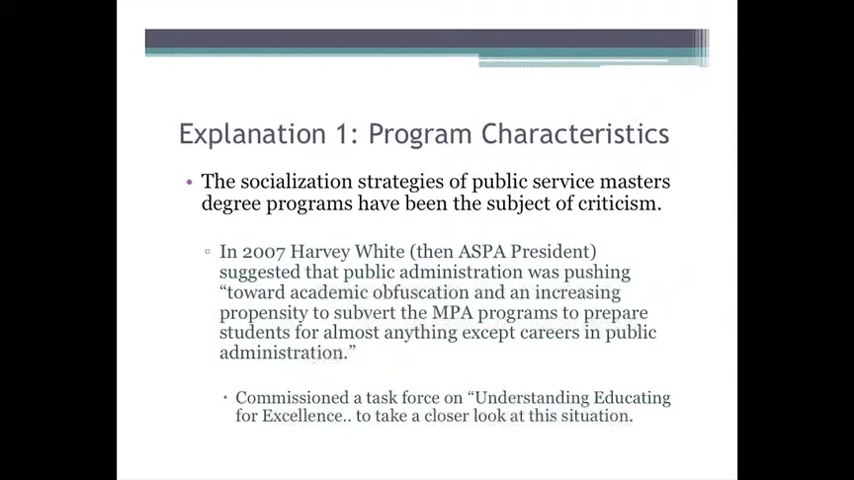 Explanation 1: Program Characteristics
• The socialization strategies of public service masters
degree programs have been the subject of criticism.
▫ In 2007 Harvey White (then ASPA President)
suggested that public administration was pushing
“toward academic obfuscation and an increasing
propensity to subvert the MPA programs to prepare
students for almost anything except careers in public
administration.”
• Commissioned a task force on “Understanding Educating
for Excellence.. to take a closer look at this situation.